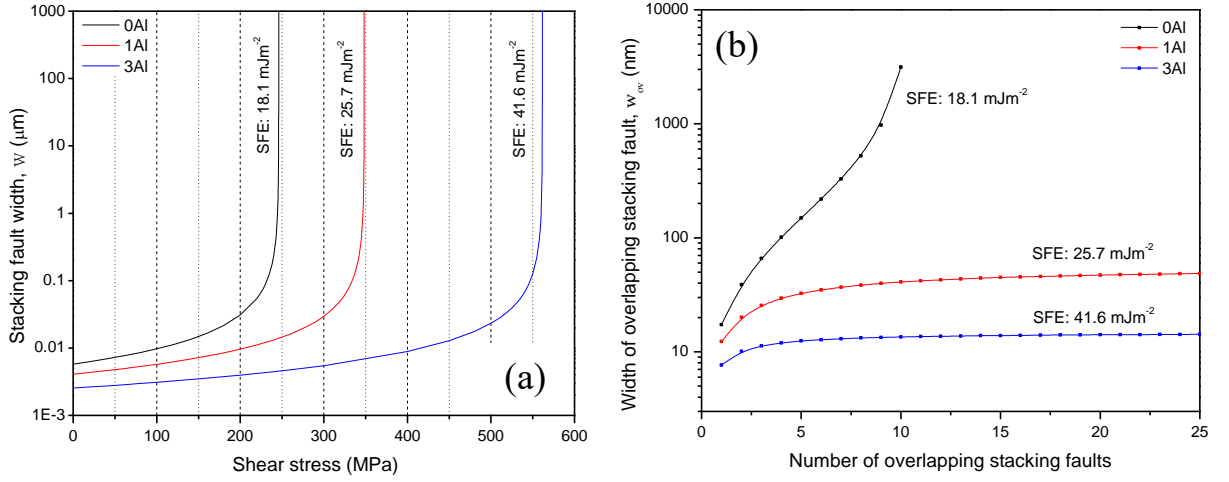 1000
100
10
1
0.1
0.01
1E-3
Stacking fault width, w (μm)
0Al
1Al
3Al
SFE: 18.1 mJm⁻²
SFE: 25.7 mJm⁻²
SFE: 41.6 mJm⁻²
(a)
0 100 200 300 400 500 600
Shear stress (MPa)
10000
1000
100
10
Width of overlapping stacking fault, w_ov (nm)
(b)
0Al
1Al
3Al
SFE: 18.1 mJm⁻²
SFE: 25.7 mJm⁻²
SFE: 41.6 mJm⁻²
0 5 10 15 20 25
Number of overlapping stacking faults